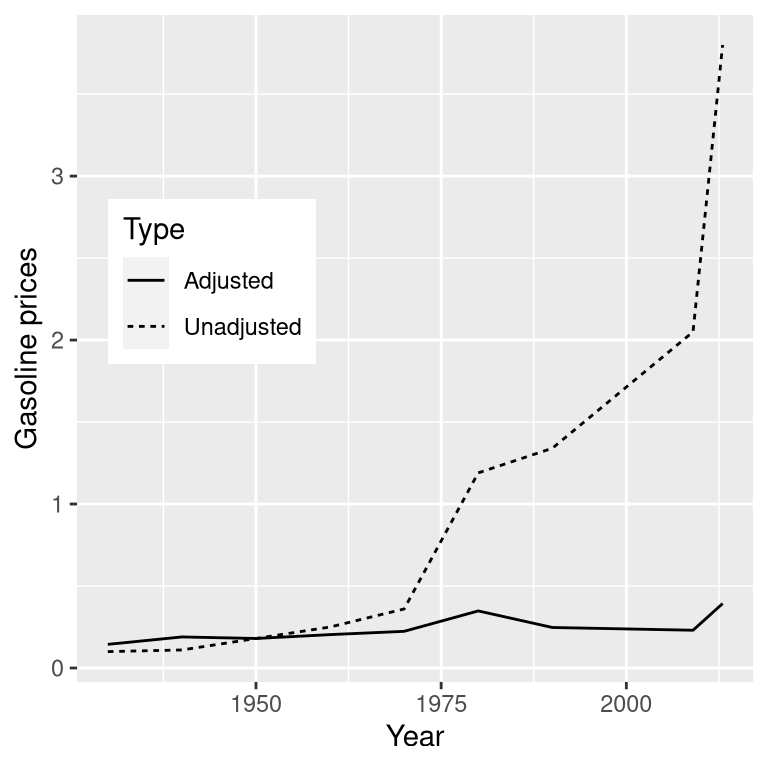 3
2
1
0
Gasoline prices
Type
Adjusted
Unadjusted
1950 1975 2000
Year